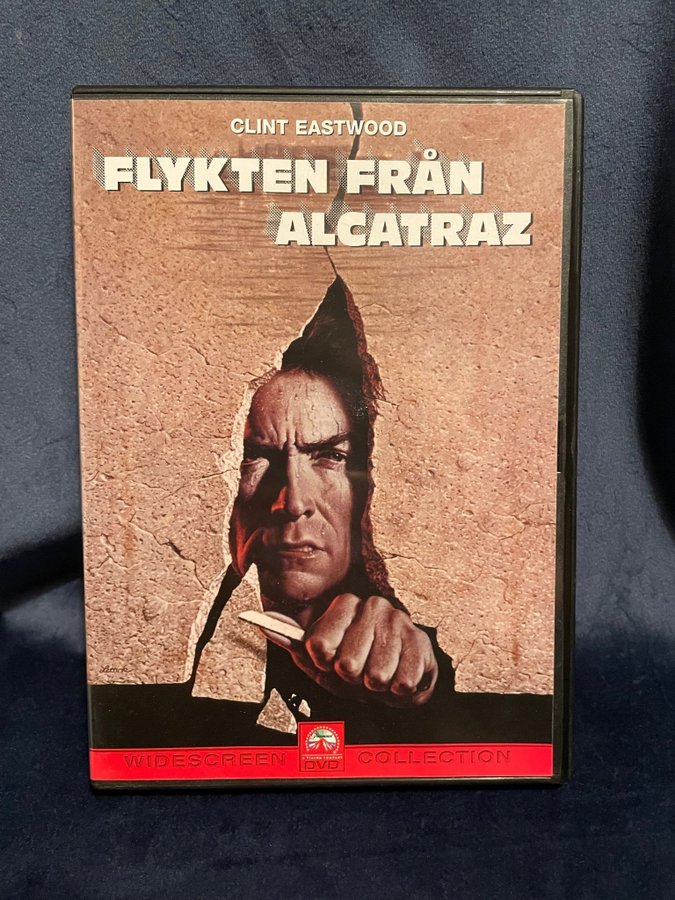 CLINT EASTWOOD
FLYKTEN FRÅN
ALCATRAZ
WIDESCREEN
DVD
COLLECTION